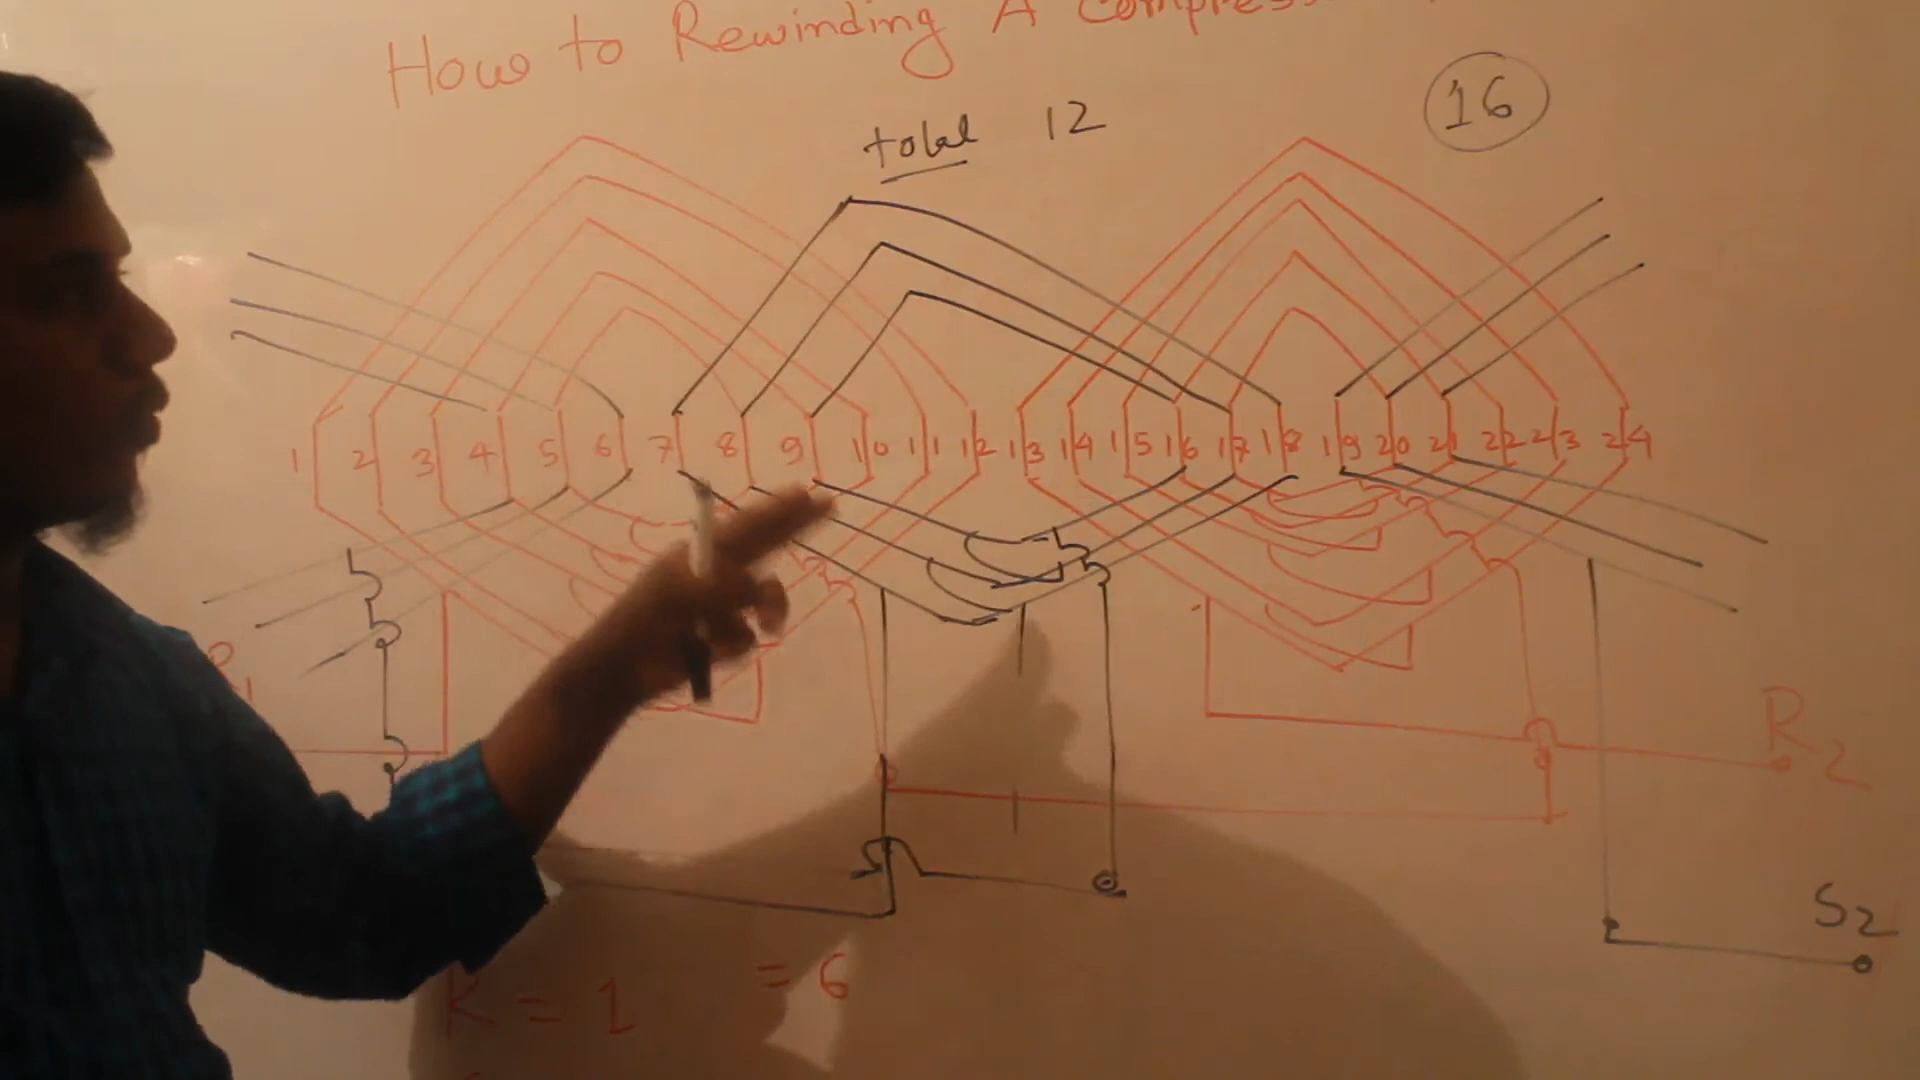 How to Rewinding A
total 12
16
1 2 3 4 5 6 7 8 9 10 11 12 13 14 15 16 17 18 19 20 21 22 23 24
R2
S2
K = 1 = 6